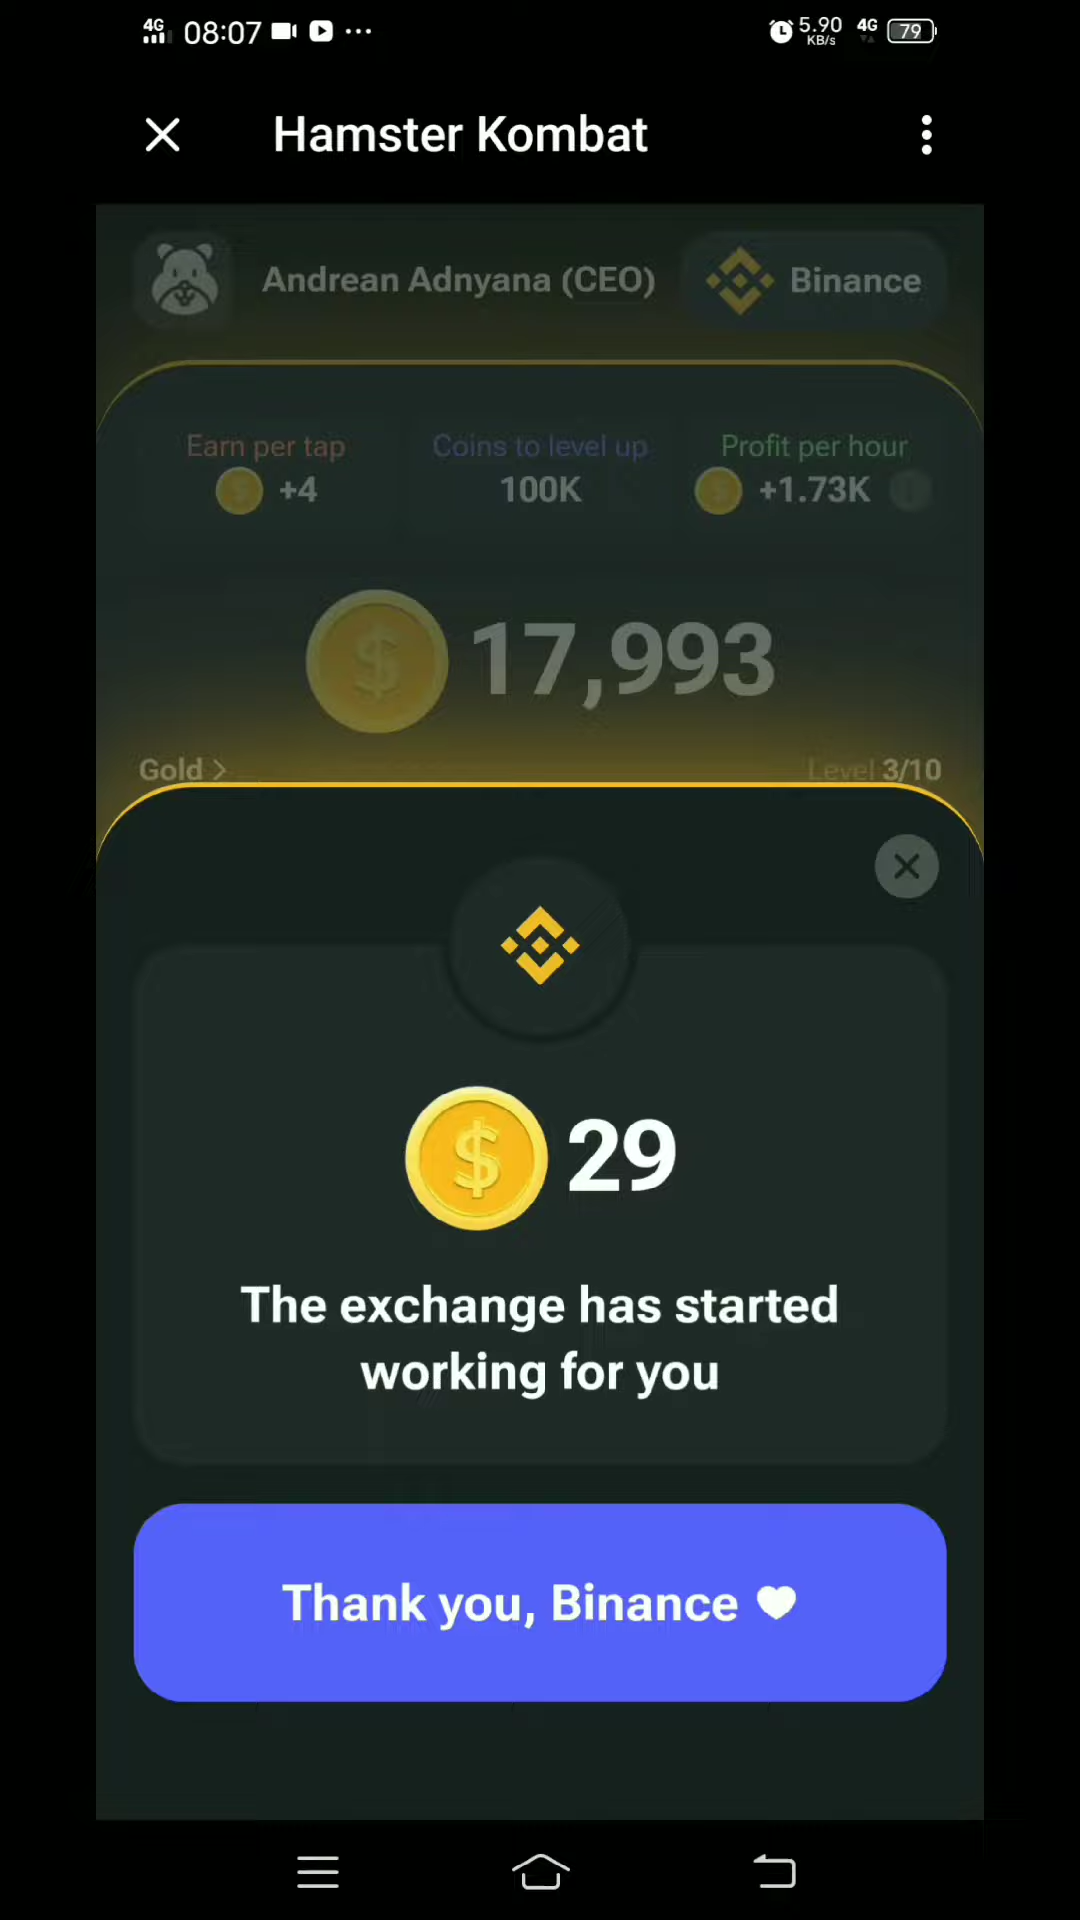 4G 08:07 5.90 KB/s 4G 79
Hamster Kombat
Andrean Adnyana (CEO) Binance
Earn per tap Coins to level up Profit per hour
+4 100K +1.73K
17,993
Gold > Level 3/10
29
The exchange has started
working for you
Thank you, Binance